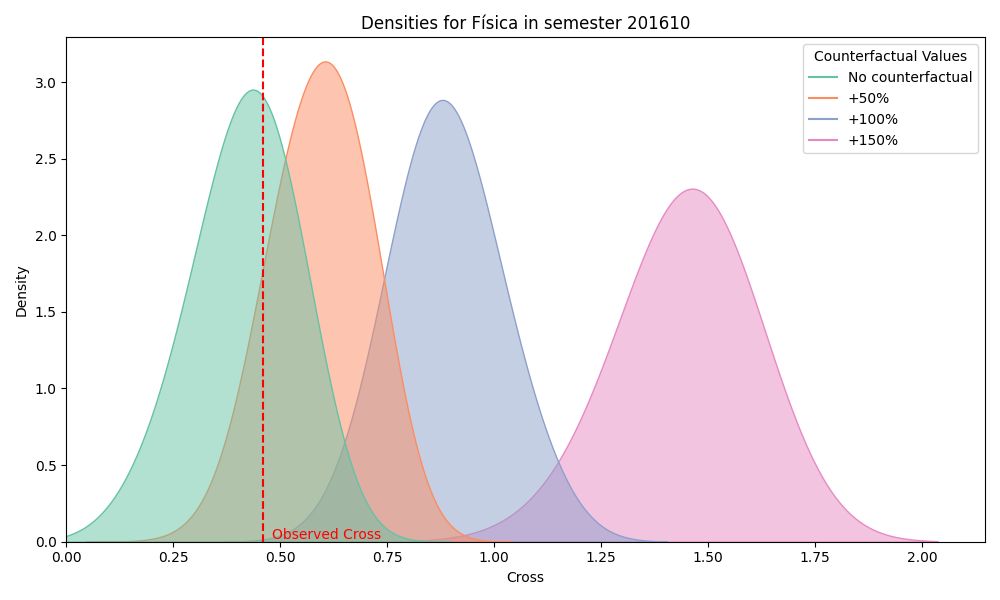 Densities for Física in semester 201610
Counterfactual Values
No counterfactual
+50%
+100%
+150%
Density
3.0
2.5
2.0
1.5
1.0
0.5
0.0
Observed Cross
0.00 0.25 0.50 0.75 1.00 1.25 1.50 1.75 2.00
Cross